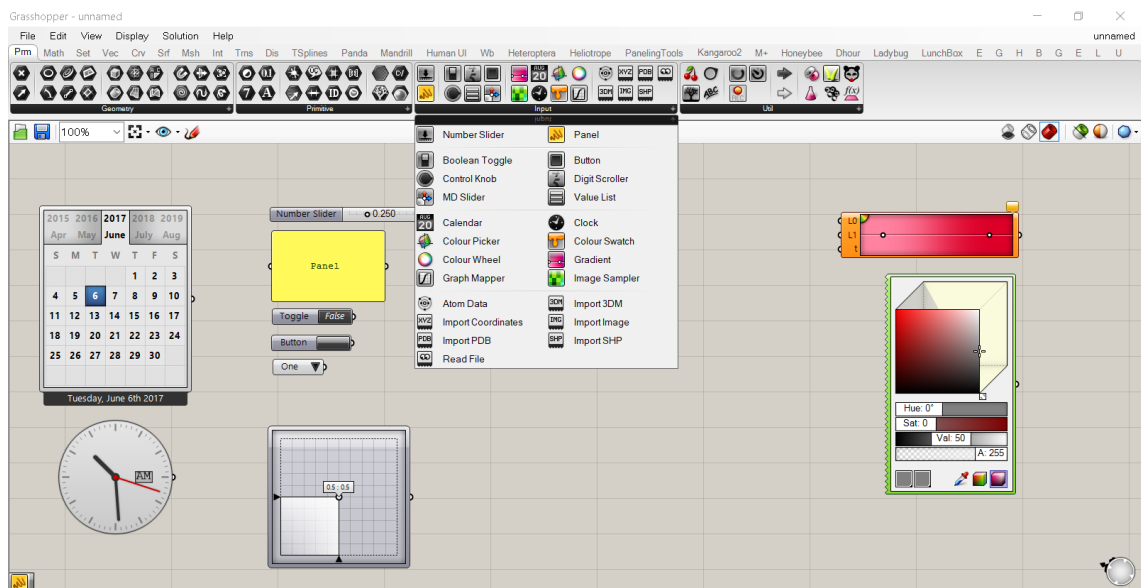 Grasshopper - unnamed
File Edit View Display Solution Help unnamed
Prm Math Set Vec Crv Srf Msh Int Trns Dis TSplines Panda Mandrill Human UI Wb Heteroptera Heliotrope PanelingTools Kangaroo2 M+ Honeybee Dhour Ladybug LunchBox E G H B G E L U
Geometry + Primitive + Input + Util +
100%
Number Slider Panel
Boolean Toggle Button
Control Knob Digit Scroller
MD Slider Value List
Calendar Clock
Colour Picker Colour Swatch
Colour Wheel Gradient
Graph Mapper Image Sampler
Atom Data Import 3DM
Import Coordinates Import Image
Import PDB Import SHP
Read File
2015 2016 2017 2018 2019
Apr May June July Aug
S M T W T F S
1 2 3
4 5 6 7 8 9 10
11 12 13 14 15 16 17
18 19 20 21 22 23 24
25 26 27 28 29 30
Tuesday, June 6th 2017
AM
Number Slider 0.250
Panel
Toggle False
Button
One
0.5 : 0.5
L0
L1
t
Hue: 0°
Sat: 0
Val: 50
A: 255